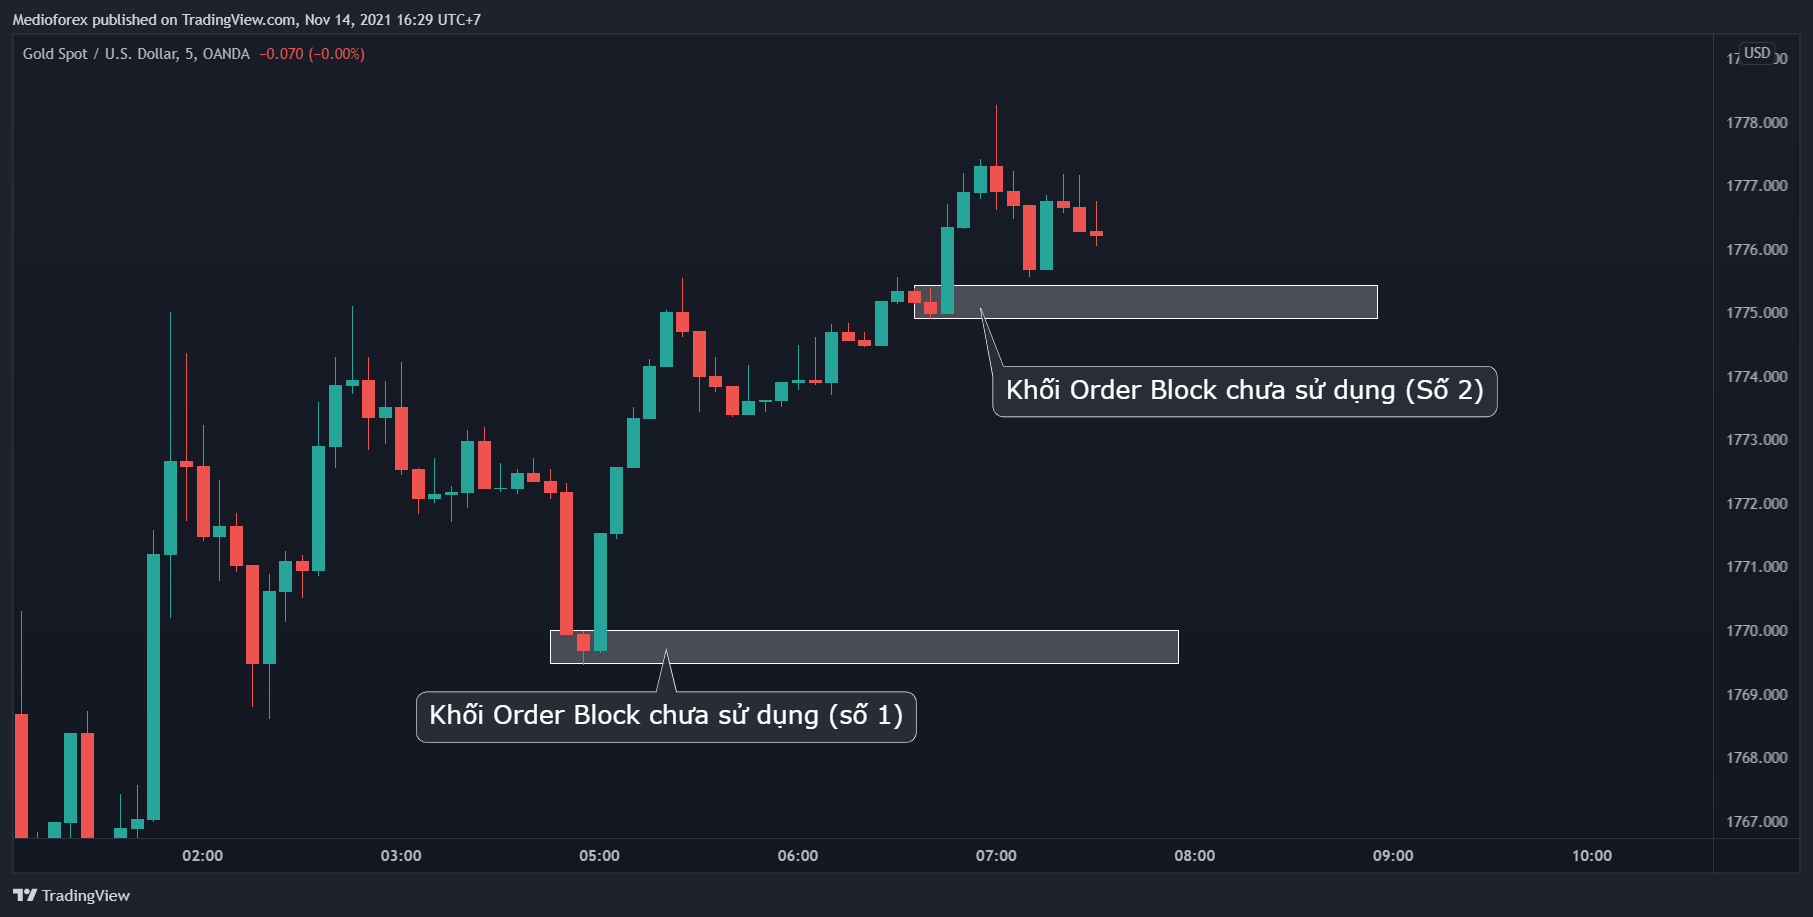 Medioforex published on TradingView.com, Nov 14, 2021 16:29 UTC+7
Gold Spot / U.S. Dollar, 5, OANDA −0.070 (−0.00%)
USD
1778.000
1777.000
1776.000
1775.000
Khối Order Block chưa sử dụng (Số 2)
1774.000
1773.000
1772.000
1771.000
1770.000
1769.000
Khối Order Block chưa sử dụng (số 1)
1768.000
1767.000
02:00 03:00 05:00 06:00 07:00 08:00 09:00 10:00
TradingView